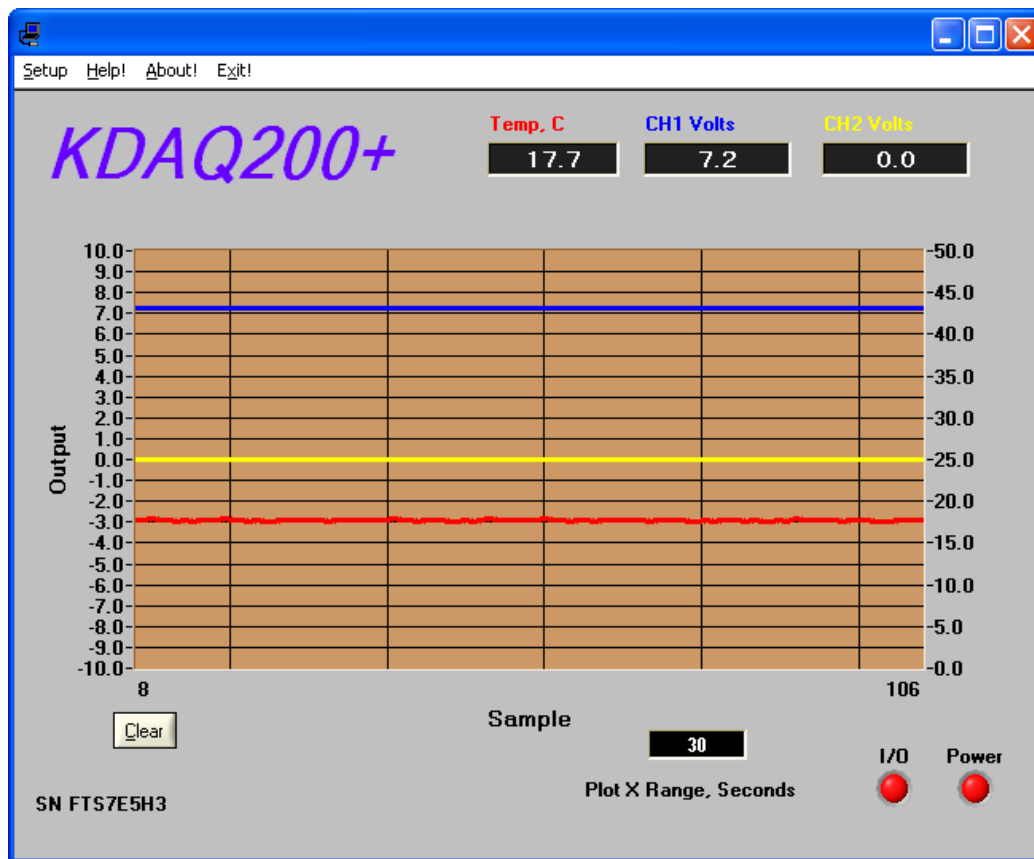 Setup Help! About! Exit!
KDAQ200+
Temp, C CH1 Volts CH2 Volts
17.7 7.2 0.0
10.0 50.0
9.0
8.0 45.0
7.0
6.0 40.0
5.0
4.0 35.0
3.0
2.0 30.0
1.0
0.0 25.0
-1.0
-2.0 20.0
-3.0
-4.0 15.0
-5.0
-6.0 10.0
-7.0
-8.0 5.0
-9.0
-10.0 0.0
Output
8 106
Sample
Clear
30
Plot X Range, Seconds
I/O Power
SN FTS7E5H3